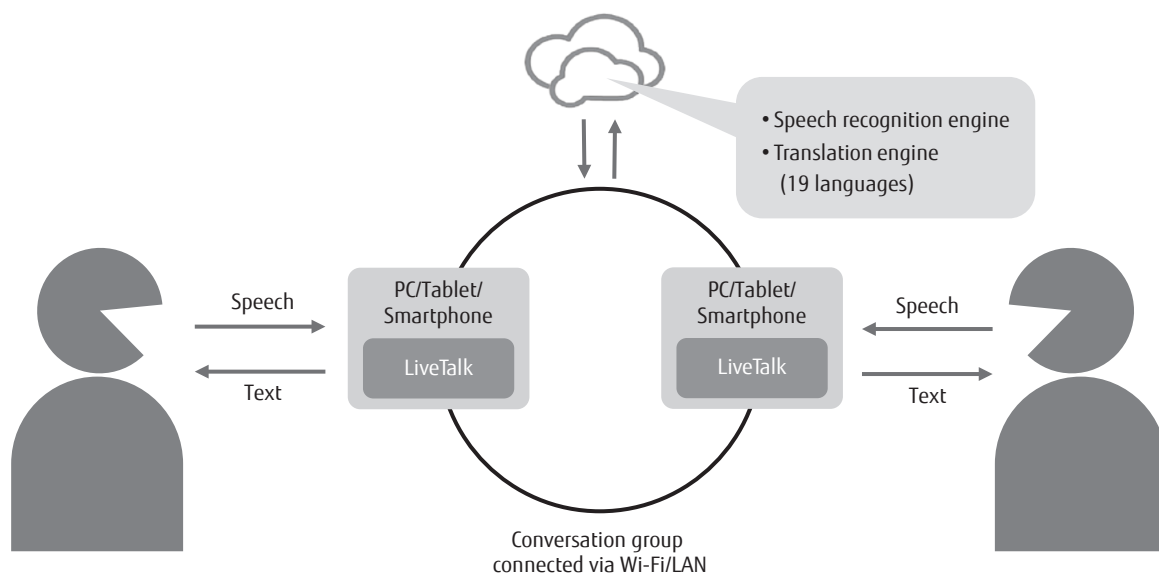 • Speech recognition engine
• Translation engine
(19 languages)
Speech
Text
PC/Tablet/
Smartphone
LiveTalk
PC/Tablet/
Smartphone
LiveTalk
Speech
Text
Conversation group
connected via Wi-Fi/LAN